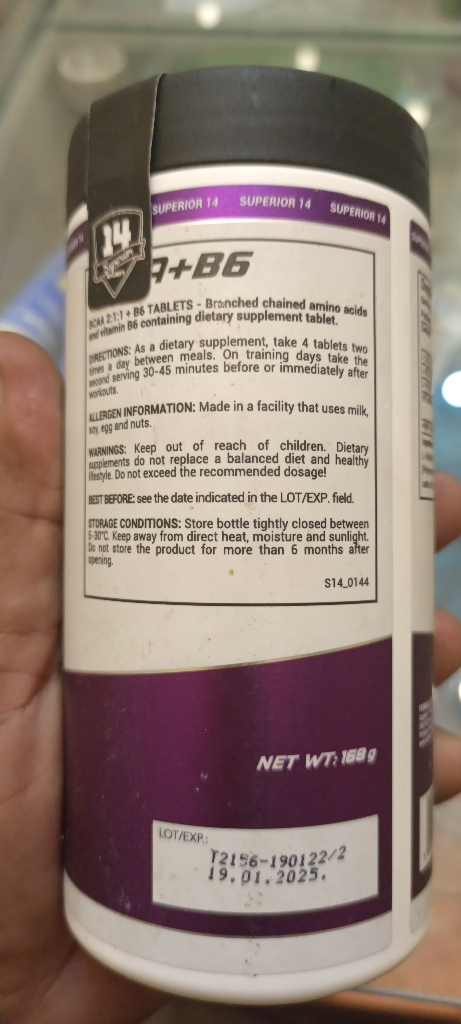 SUPERIOR 14 SUPERIOR 14 SUPERIOR 14
14
Superior
A+B6
BCAA 2:1:1 + B6 TABLETS - Branched chained amino acids
and vitamin B6 containing dietary supplement tablet.
DIRECTIONS: As a dietary supplement, take 4 tablets two
times a day between meals. On training days take the
second serving 30-45 minutes before or immediately after
workouts.
ALLERGEN INFORMATION: Made in a facility that uses milk,
soy, egg and nuts.
WARNINGS: Keep out of reach of children. Dietary
supplements do not replace a balanced diet and healthy
lifestyle. Do not exceed the recommended dosage!
BEST BEFORE: see the date indicated in the LOT/EXP. field.
STORAGE CONDITIONS: Store bottle tightly closed between
5-30°C. Keep away from direct heat, moisture and sunlight.
Do not store the product for more than 6 months after
opening.
S14_0144
NET WT: 168 g
LOT/EXP.:
T2156-190122/2
19.01.2025.